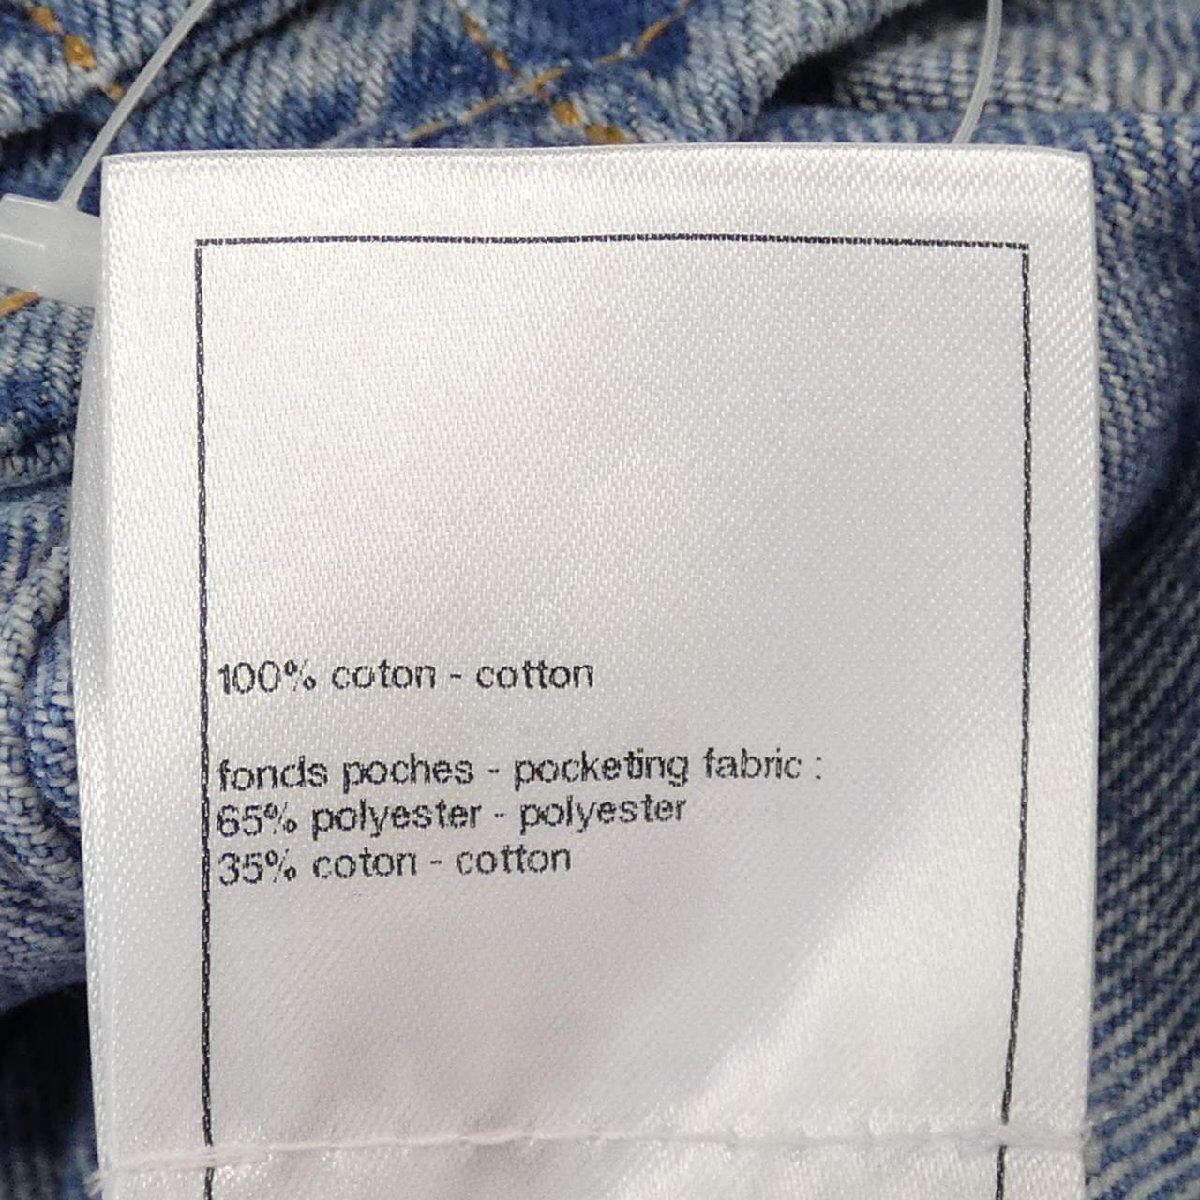 100% coton - cotton
fonds poches - pocketing fabric :
65% polyester - polyester
35% coton - cotton